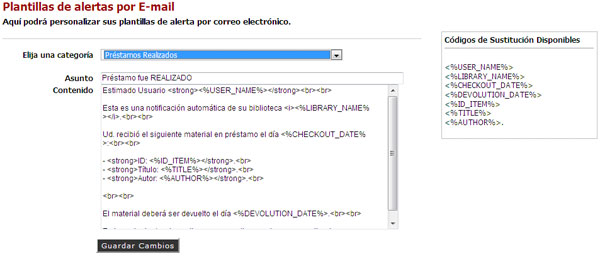 Plantillas de alertas por E-mail
Aquí podrá personalizar sus plantillas de alerta por correo electrónico.
Elija una categoría
Préstamos Realizados
Asunto
Préstamo fue REALIZADO
Contenido
Estimado Usuario <strong><%USER_NAME%></strong><br><br>
Esta es una notificación automática de su biblioteca <i><%LIBRARY_NAME%
></i>.<br><br>
Ud. recibió el siguiente material en préstamo el día <%CHECKOUT_DATE%
>:<br><br>
- <strong>ID: <%ID_ITEM%></strong>.<br>
- <strong>Título: <%TITLE%></strong>.<br>
- <strong>Autor: <%AUTHOR%></strong>.<br>
<br><br>
El material deberá ser devuelto el día <%DEVOLUTION_DATE%>.<br><br>
Guardar Cambios
Códigos de Sustitución Disponibles
<%USER_NAME%>
<%LIBRARY_NAME%>
<%CHECKOUT_DATE%>
<%DEVOLUTION_DATE%>
<%ID_ITEM%>
<%TITLE%>
<%AUTHOR%>.